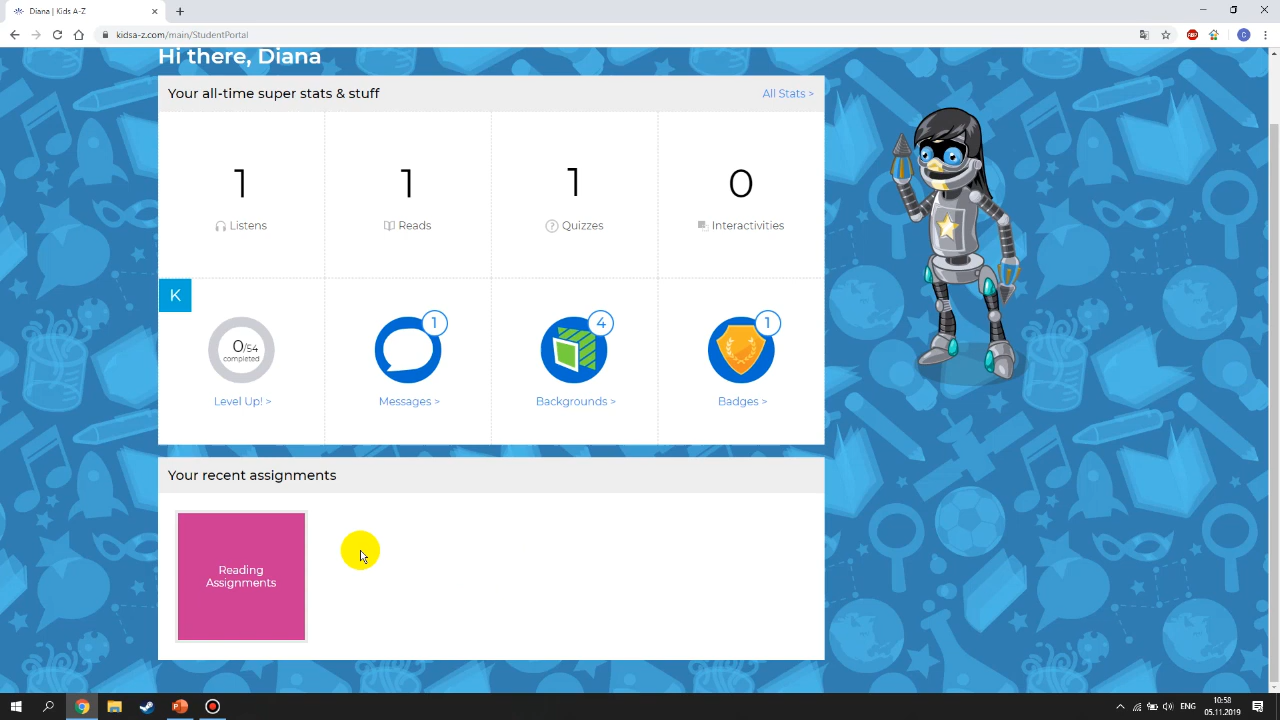 Diana | Kids A-Z
kidsa-z.com/main/StudentPortal
Hi there, Diana
Your all-time super stats & stuff
All Stats >
1
1
1
0
Listens
Reads
Quizzes
Interactivities
K
0/54
completed
1
4
1
Level Up! >
Messages >
Backgrounds >
Badges >
Your recent assignments
Reading
Assignments
10:58
ENG
05.11.2019